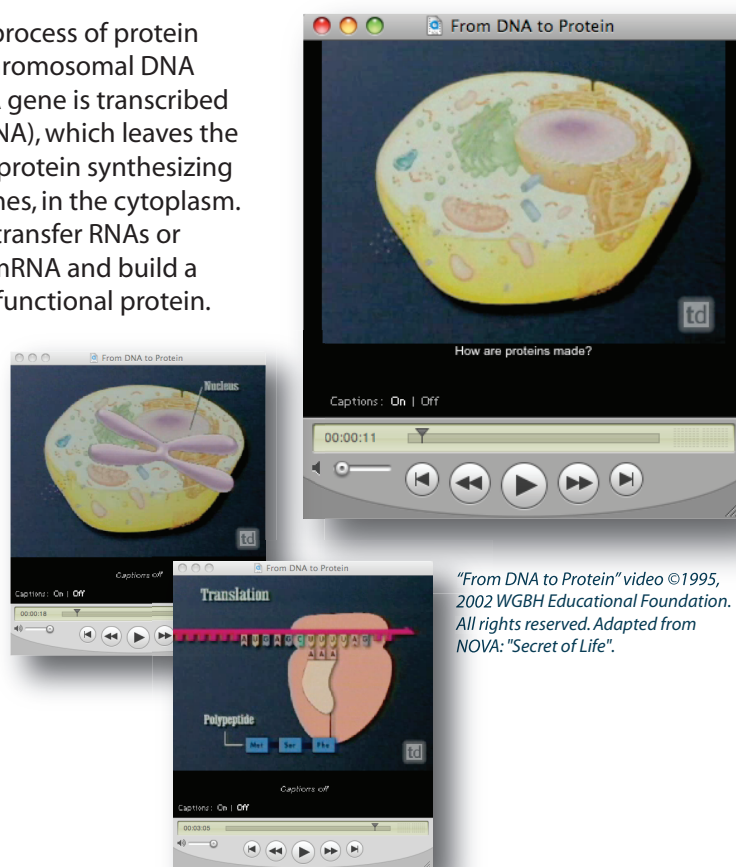 process of protein
romosomal DNA
gene is transcribed
NA), which leaves the
protein synthesizing
nes, in the cytoplasm.
transfer RNAs or
mRNA and build a
functional protein.
From DNA to Protein
td
How are proteins made?
Captions: On | Off
00:00:11
From DNA to Protein
Nucleus
td
Captions off
Captions: On | Off
00:00:18
From DNA to Protein
Translation
A U G A G C U U U U A G
Polypeptide
Met Ser Phe
td
Captions off
Captions: On | Off
00:03:05
"From DNA to Protein" video ©1995,
2002 WGBH Educational Foundation.
All rights reserved. Adapted from
NOVA: "Secret of Life".